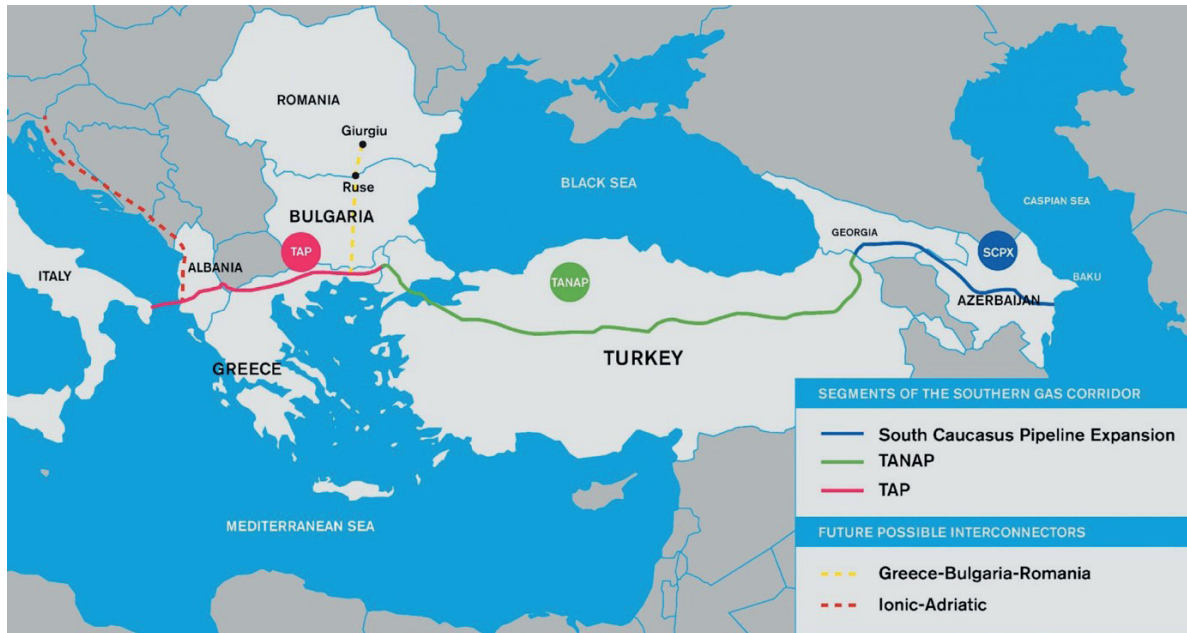 ROMANIA
Giurgiu
Ruse
BLACK SEA
CASPIAN SEA
BULGARIA
GEORGIA
TAP
SCPX
ALBANIA
ITALY
BAKU
TANAP
AZERBAIJAN
TURKEY
GREECE
MEDITERRANEAN SEA
SEGMENTS OF THE SOUTHERN GAS CORRIDOR
South Caucasus Pipeline Expansion
TANAP
TAP
FUTURE POSSIBLE INTERCONNECTORS
Greece-Bulgaria-Romania
Ionic-Adriatic